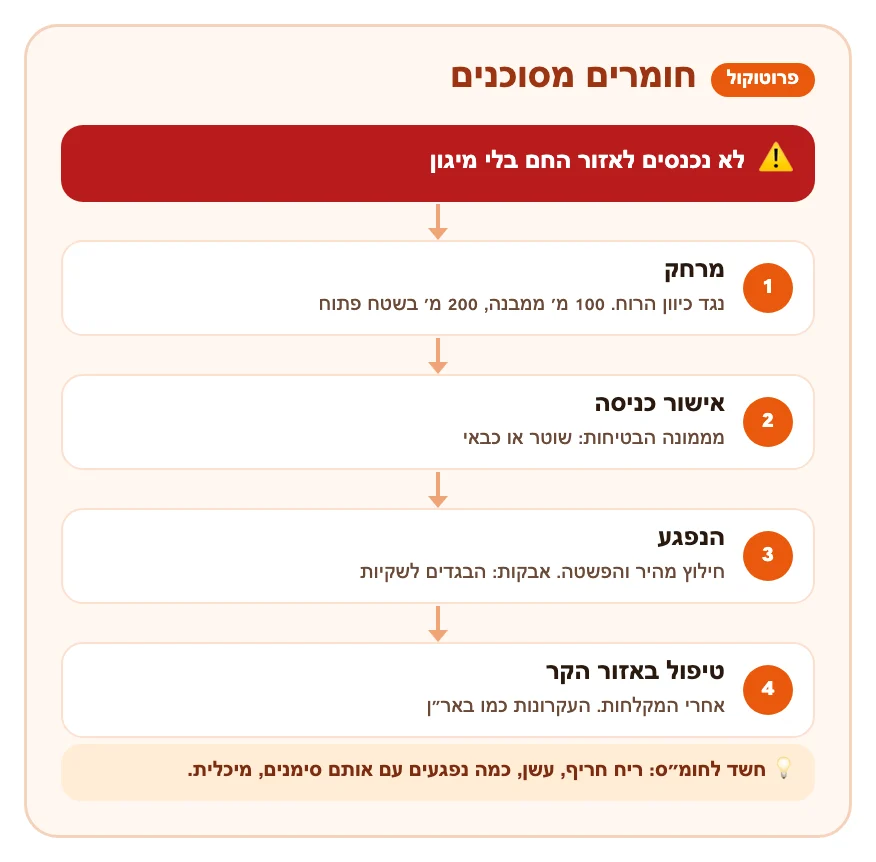 פרוטוקול
חומרים מסוכנים
⚠️ לא נכנסים לאזור החם בלי מיגון
1
מרחק
נגד כיוון הרוח. 100 מ׳ ממבנה, 200 מ׳ בשטח פתוח
2
אישור כניסה
מממונה הבטיחות: שוטר או כבאי
3
הנפגע
חילוץ מהיר והפשטה. אבקות: הבגדים לשקיות
4
טיפול באזור הקר
אחרי המקלחות. העקרונות כמו באר״ן
💡 חשד לחומ״ס: ריח חריף, עשן, כמה נפגעים עם אותם סימנים, מיכלית.